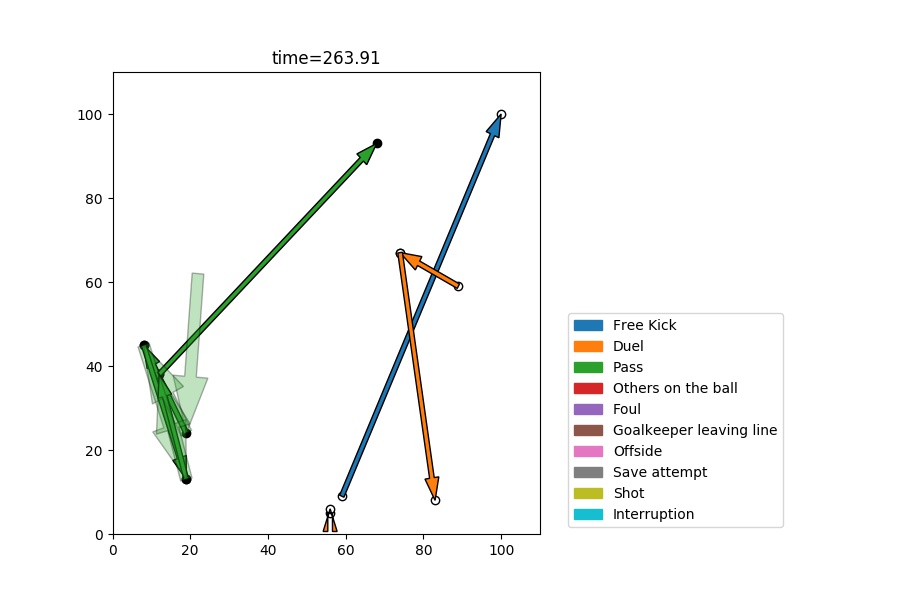 time=263.91
100
80
60
40
20
0
0 20 40 60 80 100
Free Kick
Duel
Pass
Others on the ball
Foul
Goalkeeper leaving line
Offside
Save attempt
Shot
Interruption